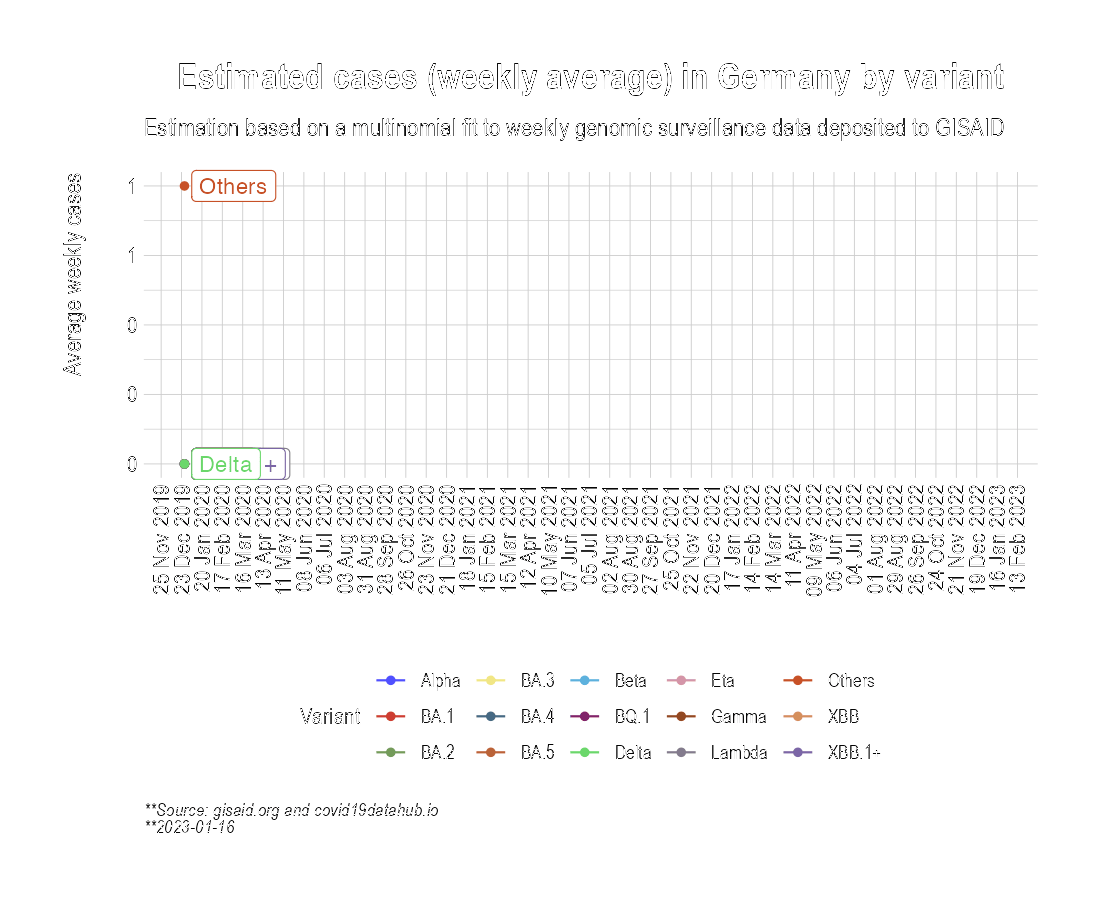 Estimated cases (weekly average) in Germany by variant
Estimation based on a multinomial fit to weekly genomic surveillance data deposited to GISAID
Average weekly cases
1
1
0
0
0
Others
Delta
+
25 Nov 2019
23 Dec 2019
20 Jan 2020
17 Feb 2020
16 Mar 2020
13 Apr 2020
11 May 2020
08 Jun 2020
06 Jul 2020
03 Aug 2020
31 Aug 2020
28 Sep 2020
26 Oct 2020
23 Nov 2020
21 Dec 2020
18 Jan 2021
15 Feb 2021
15 Mar 2021
12 Apr 2021
10 May 2021
07 Jun 2021
05 Jul 2021
02 Aug 2021
30 Aug 2021
27 Sep 2021
25 Oct 2021
22 Nov 2021
20 Dec 2021
17 Jan 2022
14 Feb 2022
14 Mar 2022
11 Apr 2022
09 May 2022
06 Jun 2022
04 Jul 2022
01 Aug 2022
29 Aug 2022
26 Sep 2022
24 Oct 2022
21 Nov 2022
19 Dec 2022
16 Jan 2023
13 Feb 2023
Variant
Alpha
BA.1
BA.2
BA.3
BA.4
BA.5
Beta
BQ.1
Delta
Eta
Gamma
Lambda
Others
XBB
XBB.1+
**Source: gisaid.org and covid19datahub.io
**2023-01-16